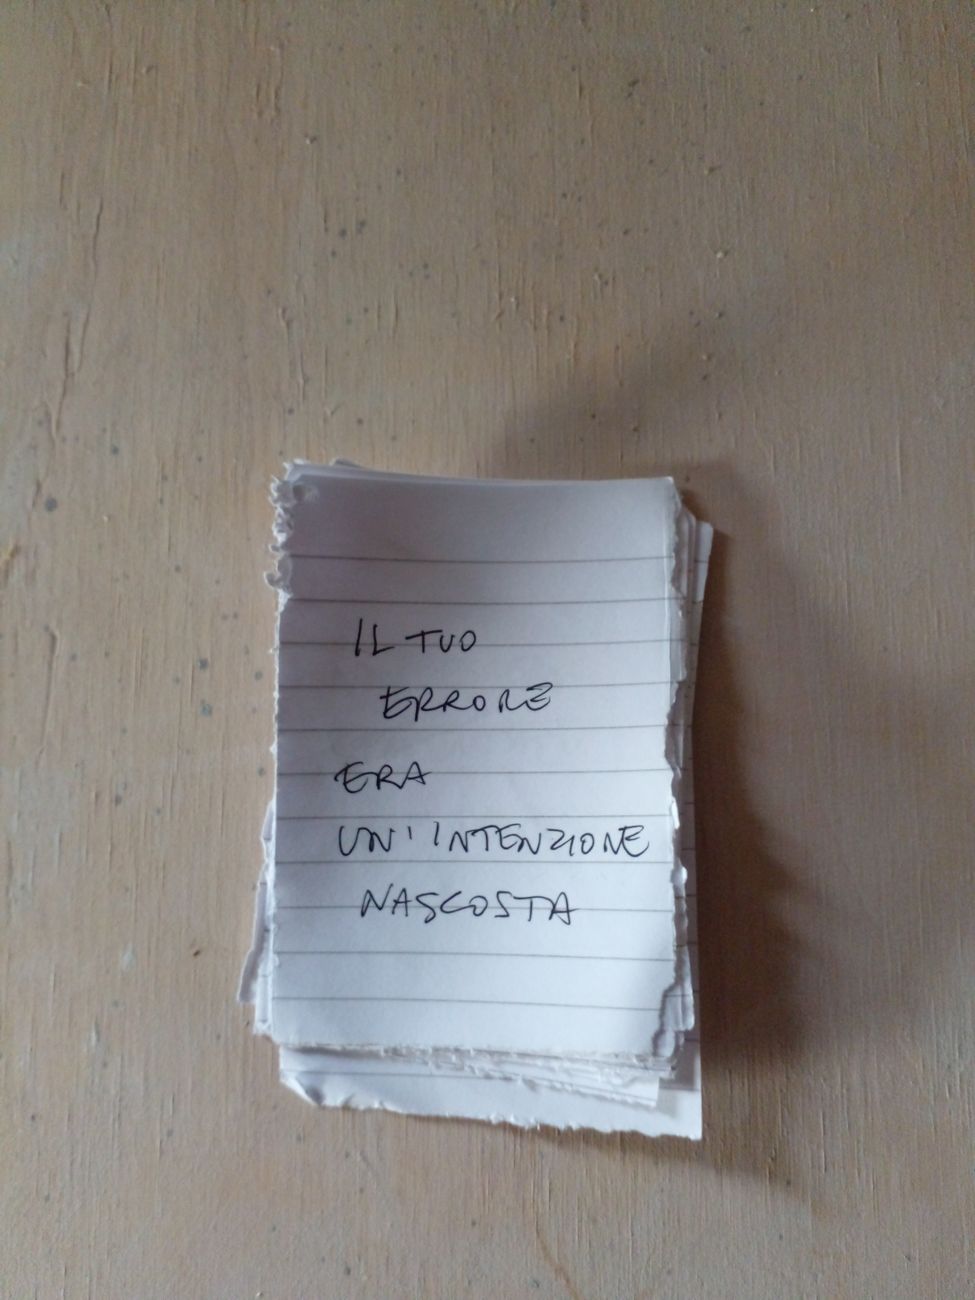 IL TUO
ERRORE
ERA
UN'INTENZIONE
NASCOSTA